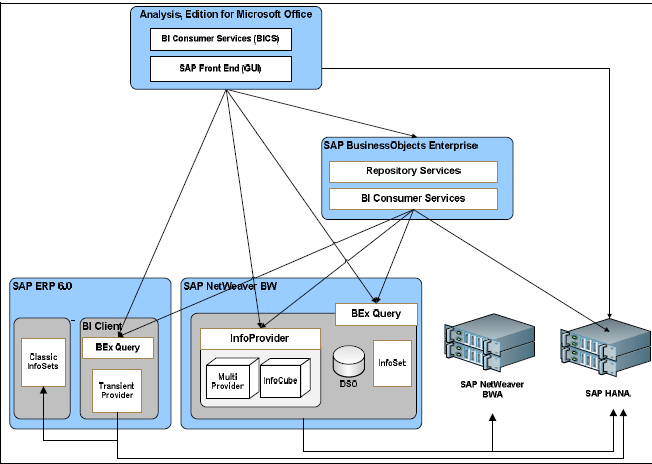 Analysis, Edition for Microsoft Office
BI Consumer Services (BICS)
SAP Front End (GUI)
SAP BusinessObjects Enterprise
Repository Services
BI Consumer Services
SAP ERP 6.0
BI Client
Classic
InfoSets
BEx Query
Transient
Provider
SAP NetWeaver BW
BEx Query
InfoProvider
Multi
Provider
InfoCube
DSO
InfoSet
SAP NetWeaver
BWA
SAP HANA